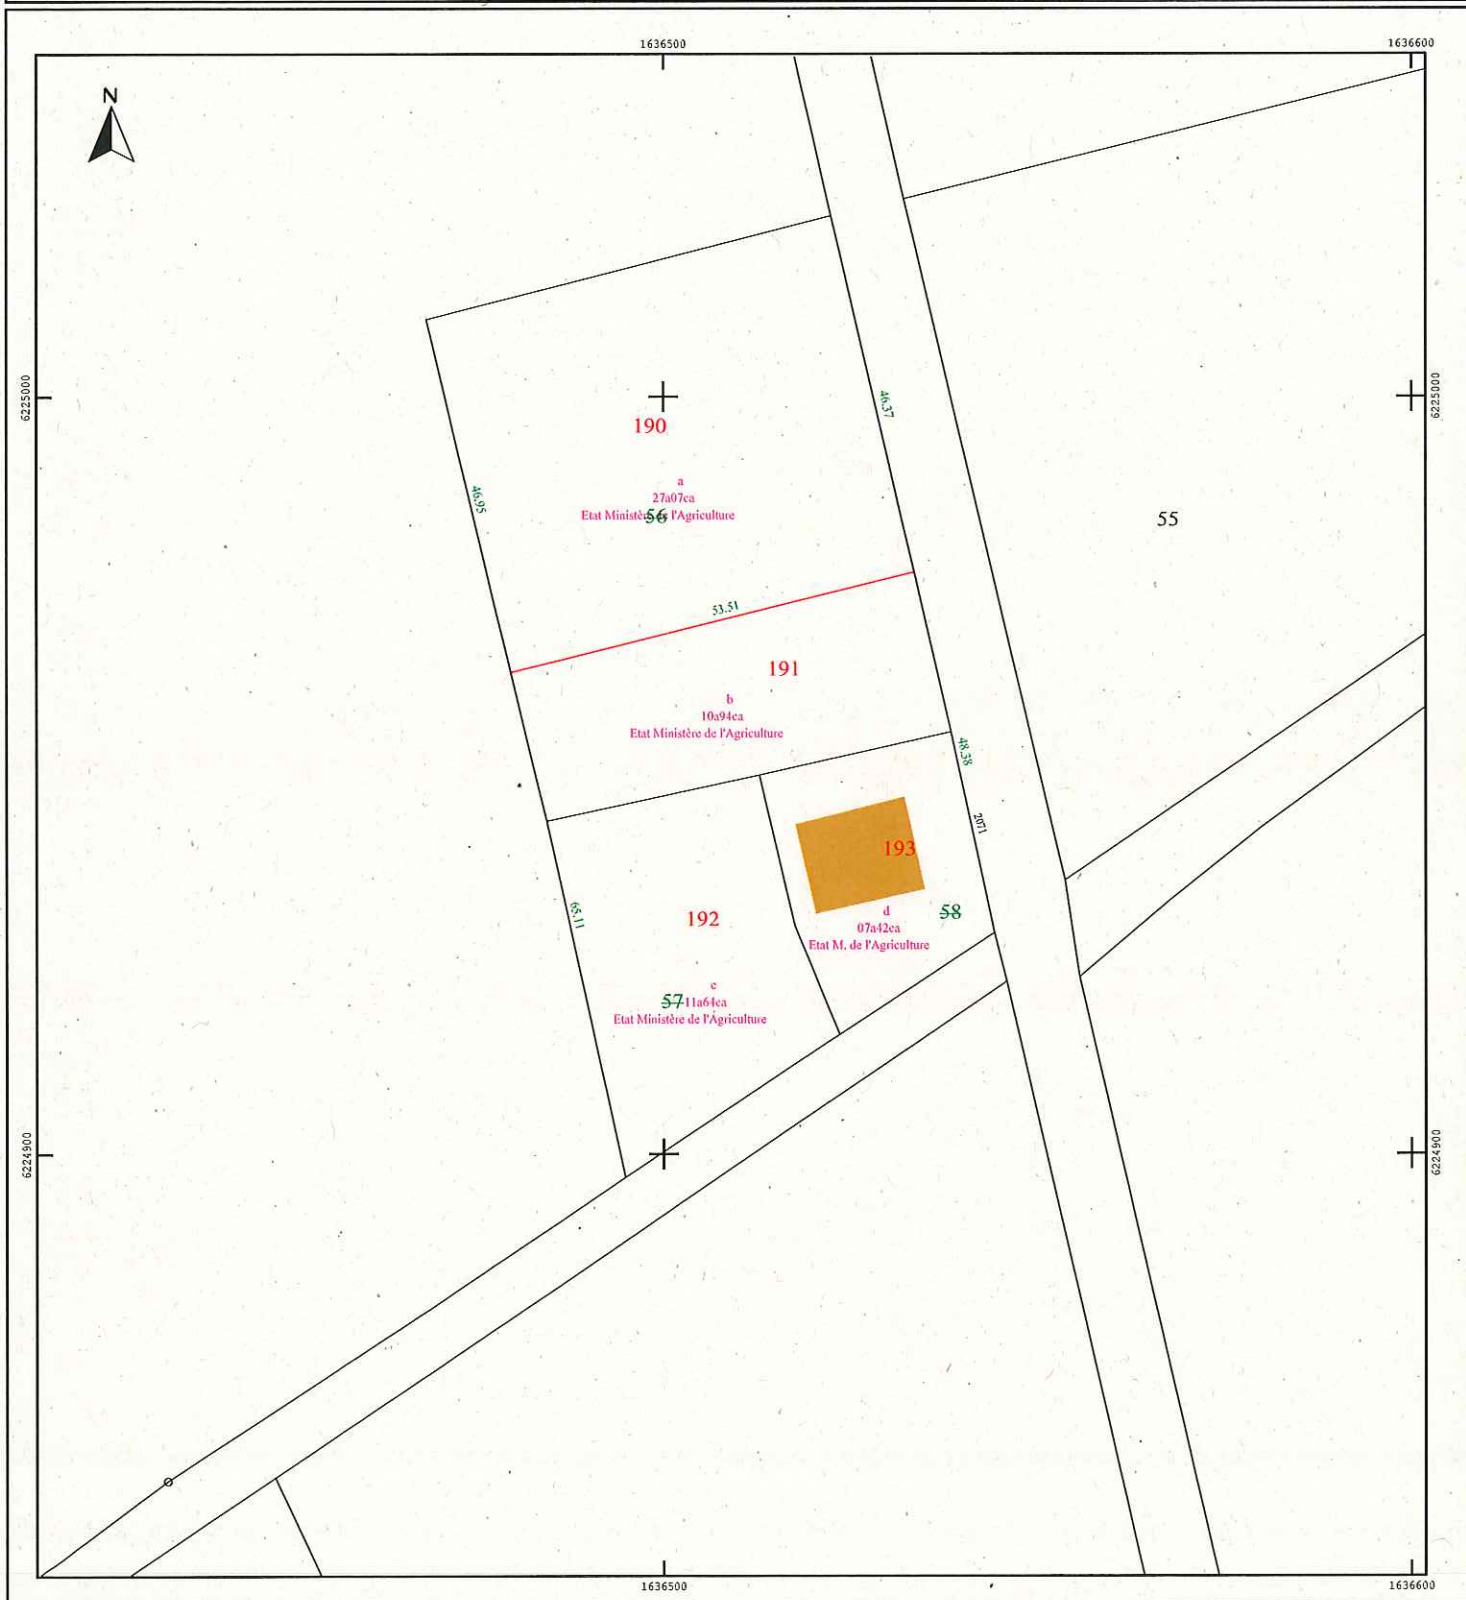 1636500
1636600
N
6225000
6225000
46.37
190
46.95
a
27a07ca
Etat Ministère de l'Agriculture
56
55
53.51
191
b
10a94ca
Etat Ministère de l'Agriculture
48.38
2071
193
65.11
192
d
58
07a42ca
Etat M. de l'Agriculture
c
57
11a64ca
Etat Ministère de l'Agriculture
6224900
6224900
1636500
1636600